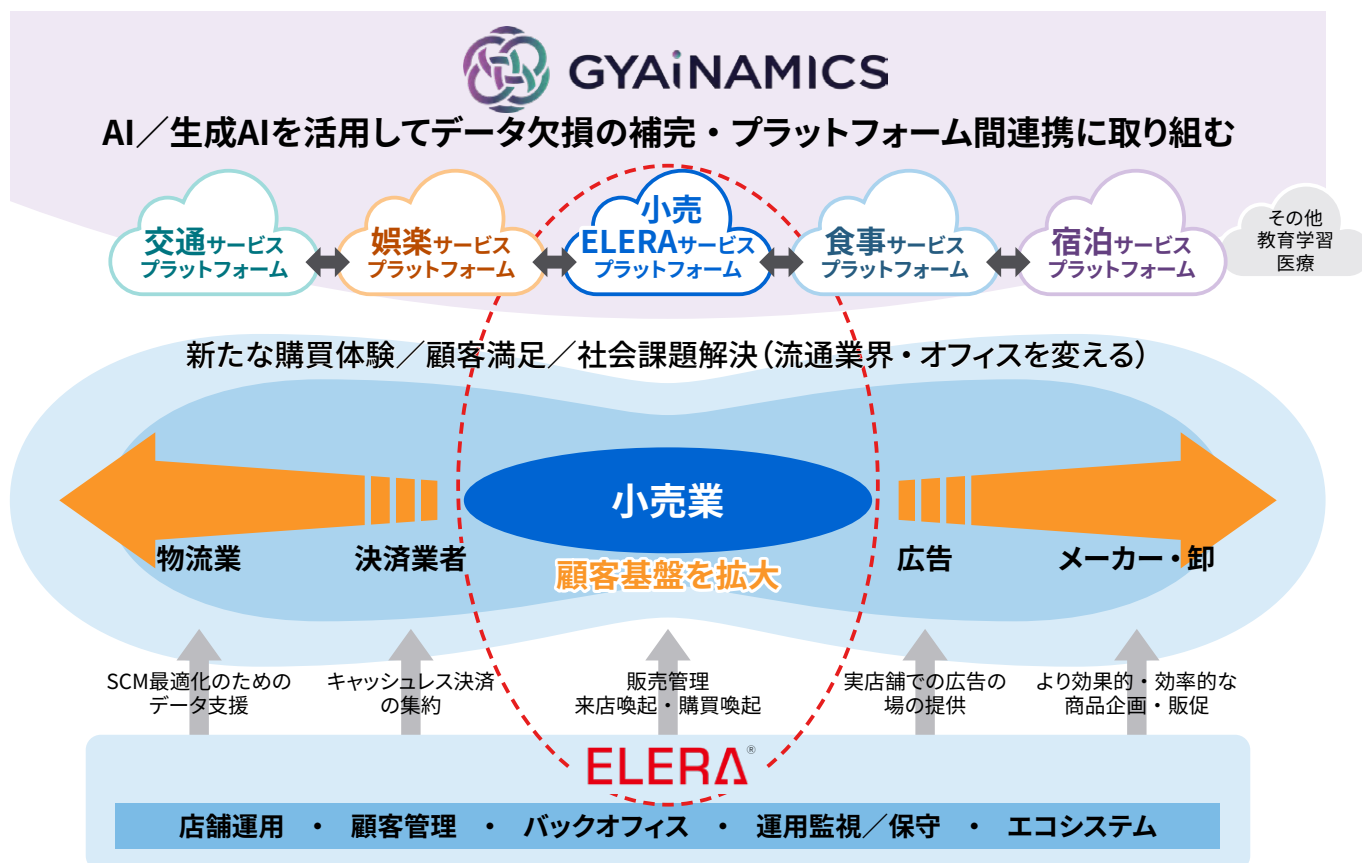 GYAiNAMICS
AI／生成AIを活用してデータ欠損の補完・プラットフォーム間連携に取り組む
交通サービス
プラットフォーム
娯楽サービス
プラットフォーム
小売
ELERAサービス
プラットフォーム
食事サービス
プラットフォーム
宿泊サービス
プラットフォーム
その他
教育学習
医療
新たな購買体験／顧客満足／社会課題解決（流通業界・オフィスを変える）
小売業
物流業
決済業者
顧客基盤を拡大
広告
メーカー・卸
SCM最適化のための
データ支援
キャッシュレス決済
の集約
販売管理
来店喚起・購買喚起
実店舗での広告の
場の提供
より効果的・効率的な
商品企画・販促
ELERA®
店舗運用 ・ 顧客管理 ・ バックオフィス ・ 運用監視／保守 ・ エコシステム